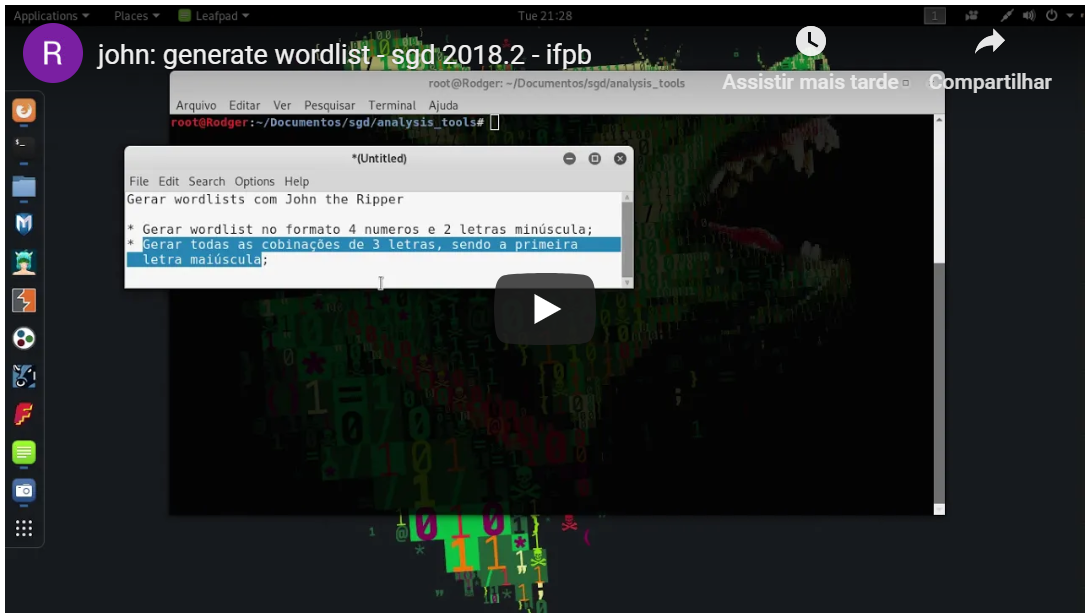 Applications Places Leafpad Tue 21:28 1
R john: generate wordlist - sgd 2018.2 - ifpb
Assistir mais tarde Compartilhar
root@Rodger: ~/Documentos/sgd/analysis_tools
Arquivo Editar Ver Pesquisar Terminal Ajuda
root@Rodger:~/Documentos/sgd/analysis_tools#
*(Untitled)
File Edit Search Options Help
Gerar wordlists com John the Ripper
* Gerar wordlist no formato 4 numeros e 2 letras minúscula;
* Gerar todas as cobinações de 3 letras, sendo a primeira
letra maiúscula;